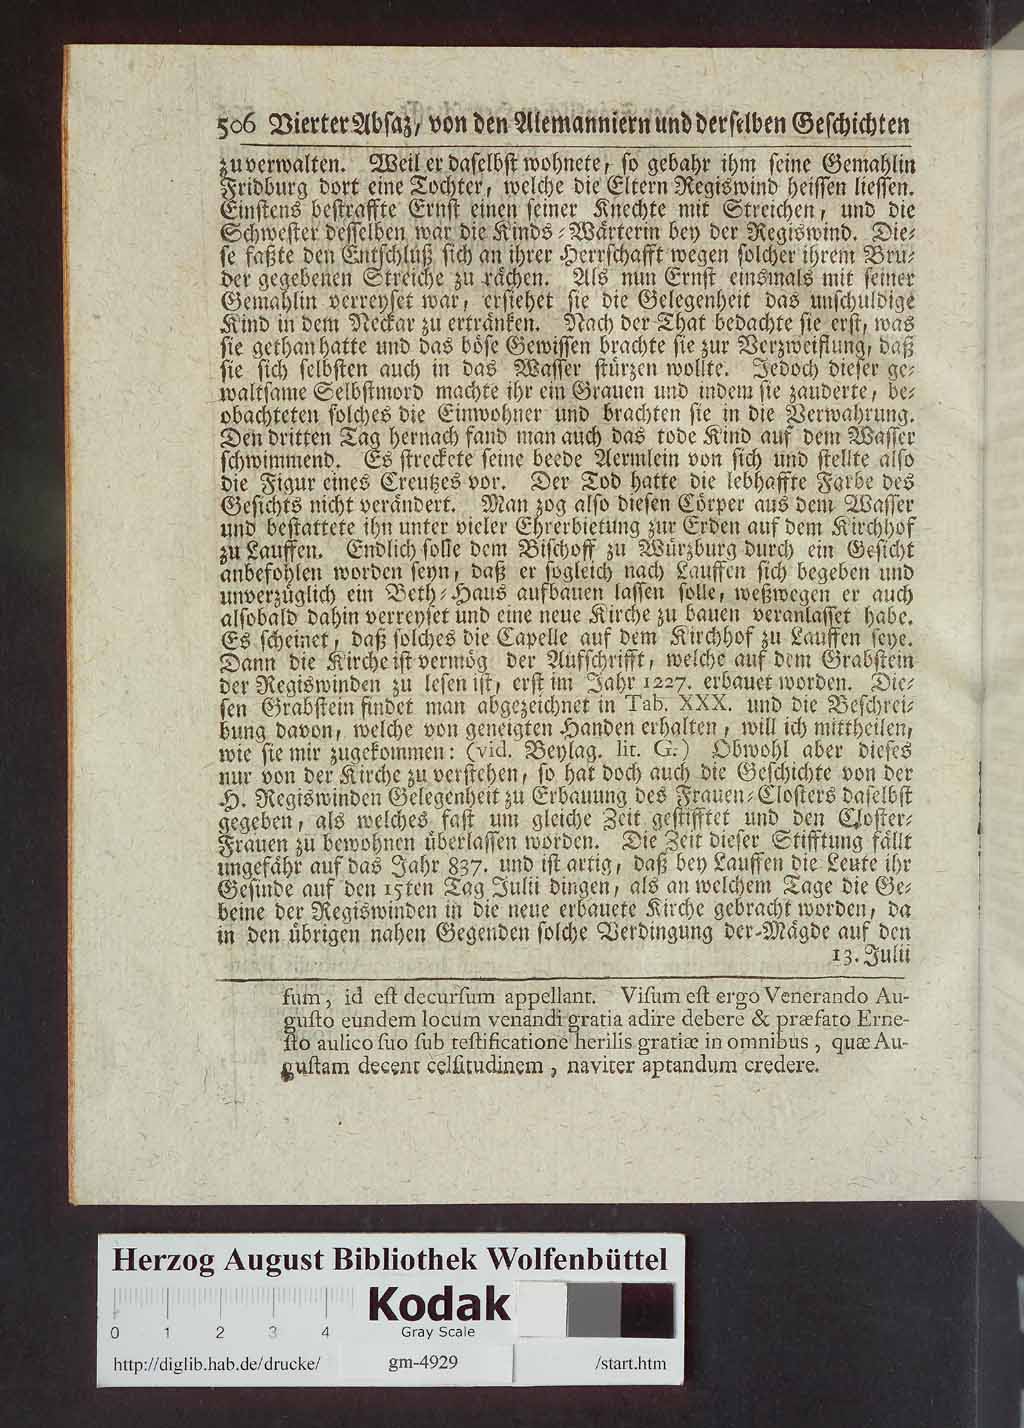 506 Vierter Absaz, von den Alemanniern und derselben Geschichten
zu verwalten. Weil er daselbst wohnete, so gebahr ihm seine Gemahlin
Fridburg dort eine Tochter, welche die Eltern Regiswind heissen liessen.
Einstens bestraffte Ernst einen seiner Knechte mit Streichen, und die
Schwester desselben war die Kinds-Wärterin bey der Regiswind. Die-
se faßte den Entschluß sich an ihrer Herrschafft wegen solcher ihrem Bru-
der gegebenen Streiche zu rächen. Als nun Ernst einsmals mit seiner
Gemahlin verreyset war, ersiehet sie die Gelegenheit das unschuldige
Kind in dem Neckar zu ertränken. Nach der That bedachte sie erst, was
sie gethan hatte und das böse Gewissen brachte sie zur Verzweiflung, daß
sie sich selbsten auch in das Wasser stürzen wollte. Jedoch dieser ge-
waltsame Selbstmord machte ihr ein Grauen und indem sie zauderte, be-
obachteten solches die Einwohner und brachten sie in die Verwahrung.
Den dritten Tag hernach fand man auch das tode Kind auf dem Wasser
schwimmend. Es streckete seine beede Aermlein von sich und stellte also
die Figur eines Creutzes vor. Der Tod hatte die lebhaffte Farbe des
Gesichts nicht verändert. Man zog also diesen Cörper aus dem Wasser
und bestattete ihn unter vieler Ehrerbietung zur Erden auf dem Kirchhof
zu Lauffen. Endlich solle dem Bischoff zu Würzburg durch ein Gesicht
anbefohlen worden seyn, daß er sogleich nach Lauffen sich begeben und
unverzüglich ein Beth-Haus aufbauen lassen solle, weßwegen er auch
alsobald dahin verreyset und eine neue Kirche zu bauen veranlasset habe.
Es scheinet, daß solches die Capelle auf dem Kirchhof zu Lauffen seye.
Dann die Kirche ist vermög der Aufschrifft, welche auf dem Grabstein
der Regiswinden zu lesen ist, erst im Jahr 1227. erbauet worden. Die-
sen Grabstein findet man abgezeichnet in Tab. XXX. und die Beschrei-
bung davon, welche von geneigten Handen erhalten, will ich mittheilen,
wie sie mir zugekommen: (vid. Beylag. lit. G.) Obwohl aber dieses
nur von der Kirche zu verstehen, so hat doch auch die Geschichte von der
H. Regiswinden Gelegenheit zu Erbauung des Frauen-Closters daselbst
gegeben, als welches fast um gleiche Zeit gestifftet und den Closter-
Frauen zu bewohnen überlassen worden. Die Zeit dieser Stifftung fällt
ungefähr auf das Jahr 837. und ist artig, daß bey Lauffen die Leute ihr
Gesinde auf den 15ten Tag Julii dingen, als an welchem Tage die Ge-
beine der Regiswinden in die neue erbauete Kirche gebracht worden, da
in den übrigen nahen Gegenden solche Verdingung der Mägde auf den
13. Julii
sum, id est decursum appellant. Visum est ergo Venerando Au-
gusto eundem locum venandi gratia adire debere & præfato Erne-
sto aulico suo sub testificatione herilis gratiæ in omnibus, quæ Au-
gustam decent celsitudinem, naviter aptandum credere.
Herzog August Bibliothek Wolfenbüttel
Kodak
0 1 2 3 4 Gray Scale
http://diglib.hab.de/drucke/ gm-4929 /start.htm